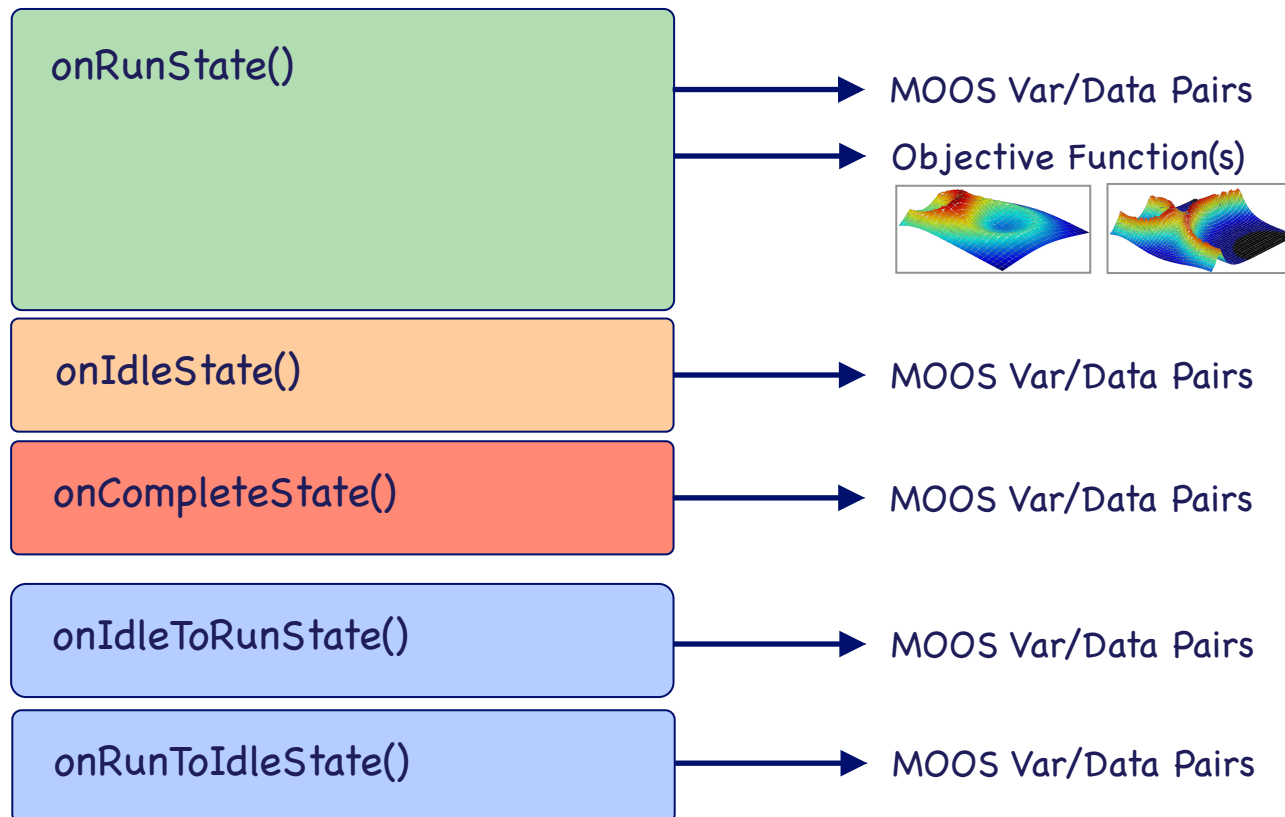 onRunState()
MOOS Var/Data Pairs
Objective Function(s)
onIdleState()
MOOS Var/Data Pairs
onCompleteState()
MOOS Var/Data Pairs
onIdleToRunState()
MOOS Var/Data Pairs
onRunToIdleState()
MOOS Var/Data Pairs